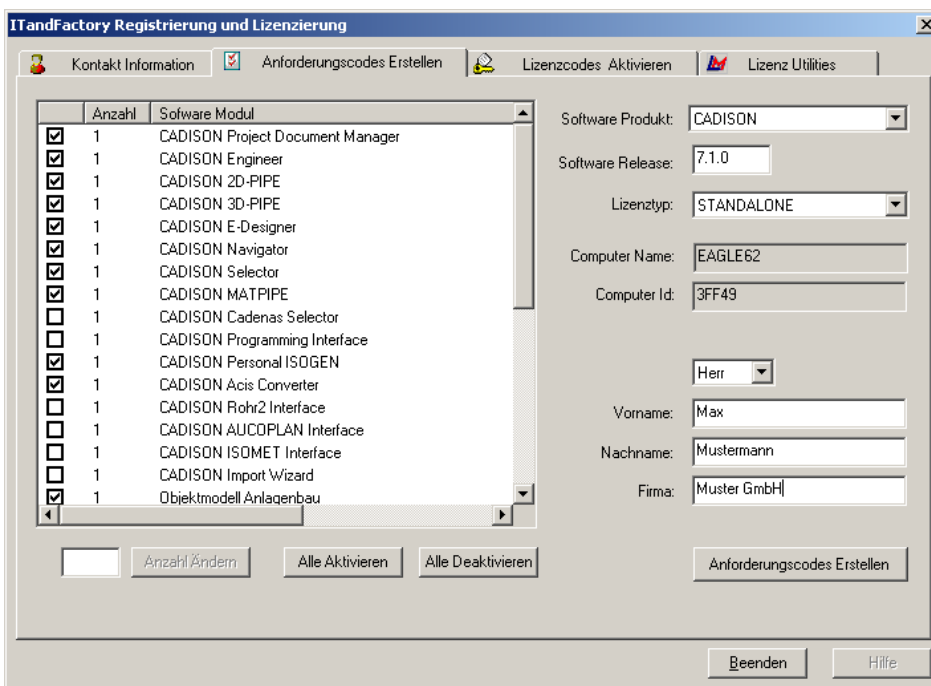 ITandFactory Registrierung und Lizenzierung
Kontakt Information
Anforderungscodes Erstellen
Lizenzcodes Aktivieren
Lizenz Utilities
Anzahl Sofware Modul
1 CADISON Project Document Manager
1 CADISON Engineer
1 CADISON 2D-PIPE
1 CADISON 3D-PIPE
1 CADISON E-Designer
1 CADISON Navigator
1 CADISON Selector
1 CADISON MATPIPE
1 CADISON Cadenas Selector
1 CADISON Programming Interface
1 CADISON Personal ISOGEN
1 CADISON Acis Converter
1 CADISON Rohr2 Interface
1 CADISON AUCOPLAN Interface
1 CADISON ISOMET Interface
1 CADISON Import Wizard
1 Objektmodell Anlagenbau
Anzahl Ändern
Alle Aktivieren
Alle Deaktivieren
Software Produkt: CADISON
Software Release: 7.1.0
Lizenztyp: STANDALONE
Computer Name: EAGLE62
Computer Id: 3FF49
Herr
Vorname: Max
Nachname: Mustermann
Firma: Muster GmbH
Anforderungscodes Erstellen
Beenden
Hilfe